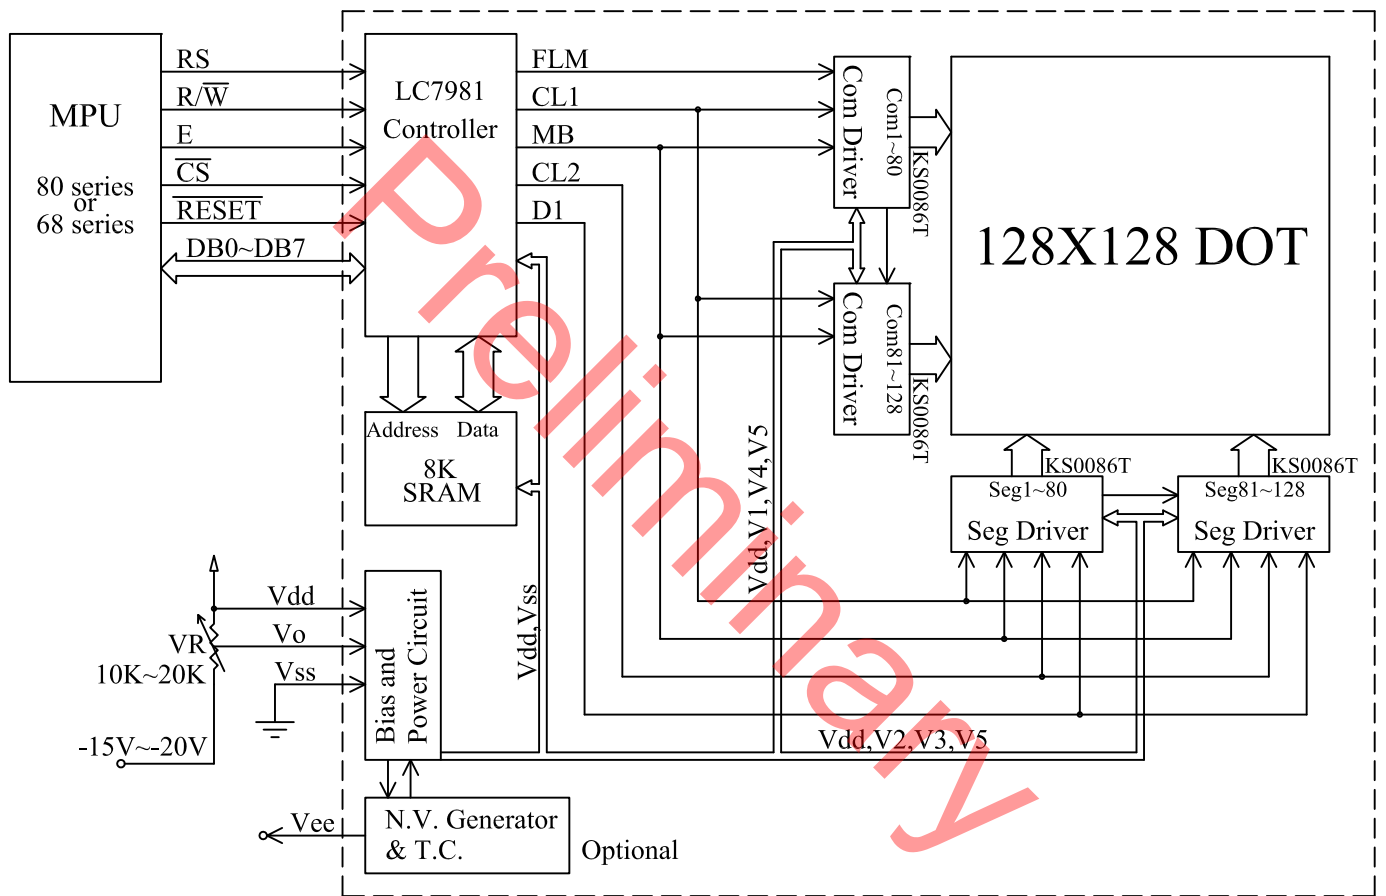 MPU
80 series
or
68 series
RS
R/W̅
E
C̅S̅
R̅E̅S̅E̅T̅
DB0~DB7
LC7981
Controller
FLM
CL1
MB
CL2
D1
Com Driver
Com1~80
KS0086T
Com Driver
Com81~128
KS0086T
128X128 DOT
Address Data
8K
SRAM
KS0086T
Seg1~80
Seg Driver
KS0086T
Seg81~128
Seg Driver
Vdd,V1,V4,V5
Vdd,Vss
Vdd,V2,V3,V5
Vdd
VR
Vo
10K~20K
Vss
-15V~-20V
Bias and
Power Circuit
Vee
N.V. Generator
& T.C.
Optional
Preliminary